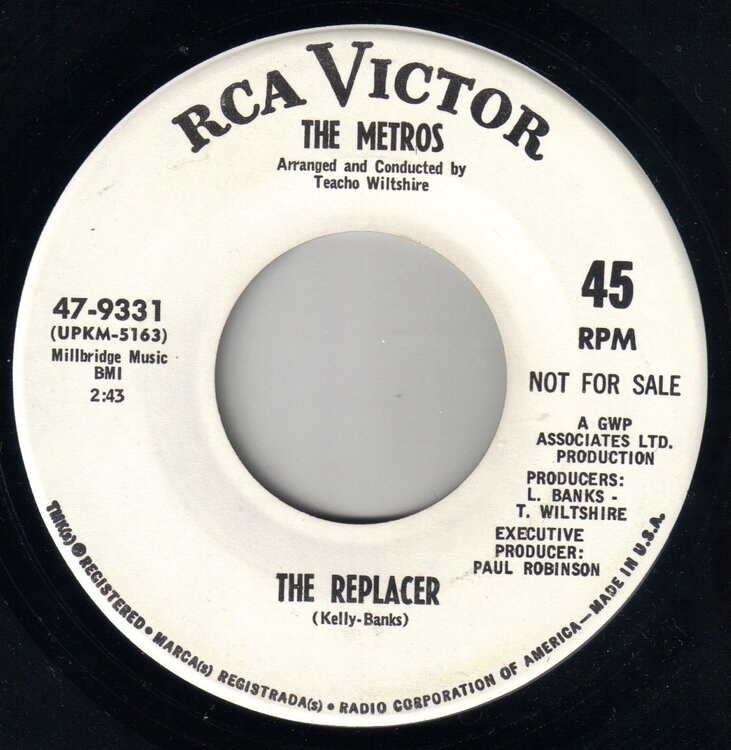 RCA VICTOR
THE METROS
Arranged and Conducted by
Teacho Wiltshire
47-9331
(UPKM-5163)
Millbridge Music
BMI
2:43
45
RPM
NOT FOR SALE
A GWP
ASSOCIATES LTD.
PRODUCTION
PRODUCERS:
L. BANKS -
T. WILTSHIRE
EXECUTIVE
PRODUCER:
PAUL ROBINSON
THE REPLACER
(Kelly-Banks)
TMK(s) ® REGISTERED • MARCA(s) REGISTRADA(s) • RADIO CORPORATION OF AMERICA—MADE IN U.S.A.